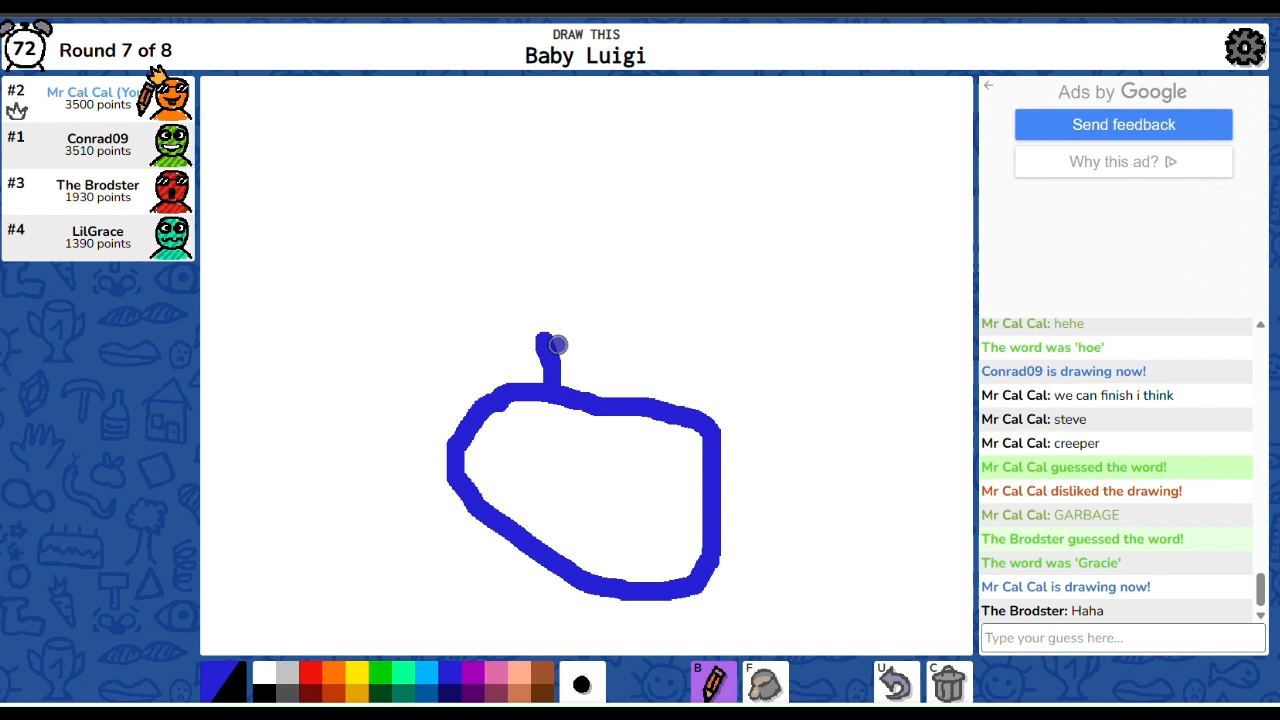 72
Round 7 of 8
DRAW THIS
Baby Luigi
#2
Mr Cal Cal (You
3500 points
#1
Conrad09
3510 points
#3
The Brodster
1930 points
#4
LilGrace
1390 points
Ads by Google
Send feedback
Why this ad?
Mr Cal Cal: hehe
The word was 'hoe'
Conrad09 is drawing now!
Mr Cal Cal: we can finish i think
Mr Cal Cal: steve
Mr Cal Cal: creeper
Mr Cal Cal guessed the word!
Mr Cal Cal disliked the drawing!
Mr Cal Cal: GARBAGE
The Brodster guessed the word!
The word was 'Gracie'
Mr Cal Cal is drawing now!
The Brodster: Haha
Type your guess here...
B
F
U
C